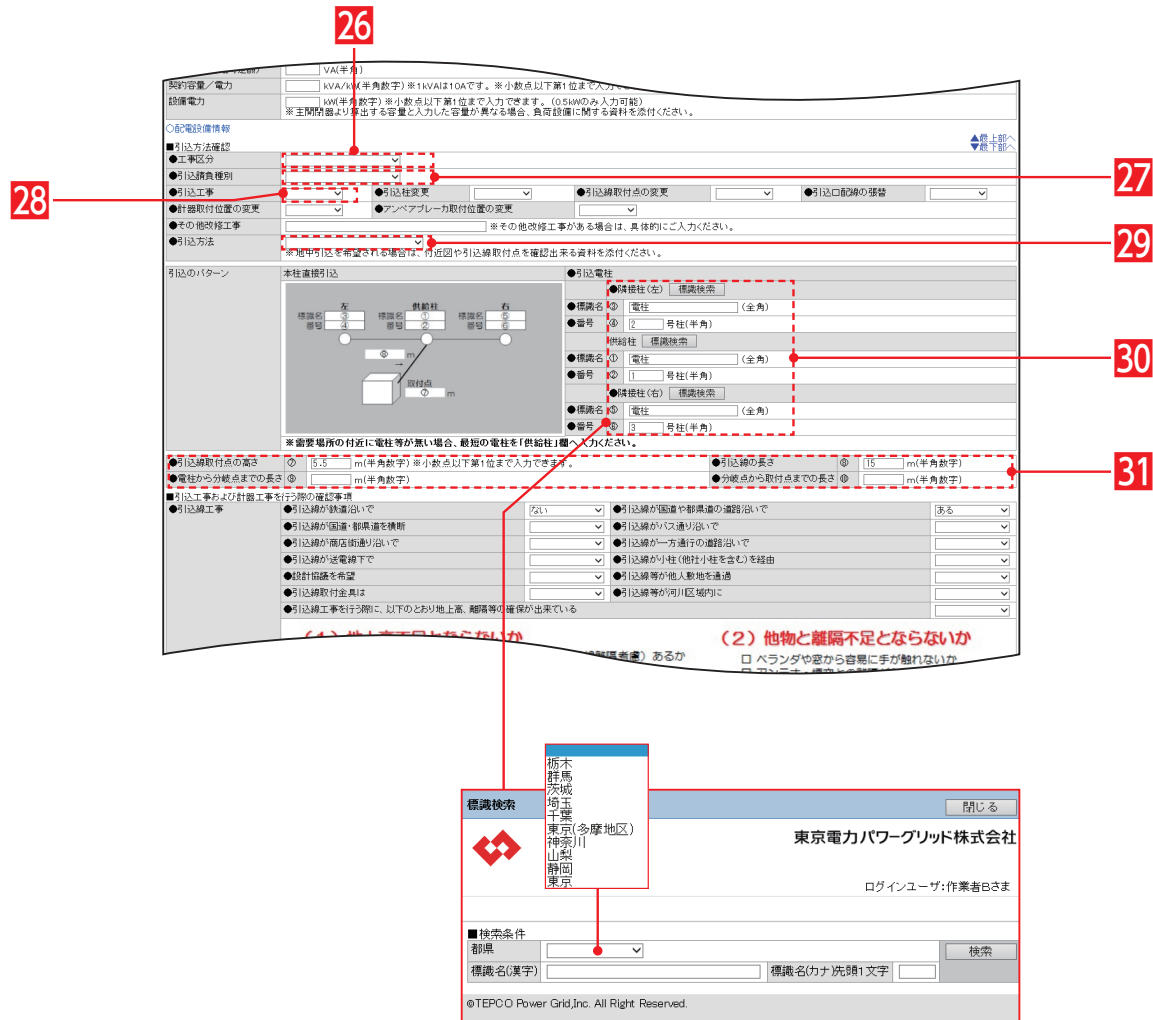 26
VA(半角)
契約容量/電力 kVA/kW(半角数字)※1kVAは10Aです。※小数点以下第1位まで入力
設備電力 kW(半角数字)※小数点以下第1位まで入力できます。(0.5kWのみ入力可能)
※主開閉器より算出する容量と入力した容量が異なる場合、負荷設備に関する資料を添付ください。
○配電設備情報
▲最上部へ
■引込方法確認 ▼最下部へ
●工事区分
●引込請負種別
27
28
●引込工事 ●引込柱変更 ●引込線取付点の変更 ●引込口配線の張替
●計器取付位置の変更 ●アンペアブレーカ取付位置の変更
●その他改修工事 ※その他改修工事がある場合は、具体的にご入力ください。
●引込方法
29
※地中引込を希望される場合は、付近図や引込線取付点を確認出来る資料を添付ください。
引込のパターン 本柱直接引込 ●引込電柱
●隣接柱(左) 標識検索
左 供給柱 右
標識名 ③ 標識名 ① 標識名 ⑤
番号 ④ 番号 ② 番号 ⑥
⑧ m
→
取付点
⑦ m
●標識名 ③ 電柱 (全角)
●番号 ④ 2 号柱(半角)
供給柱 標識検索
●標識名 ① 電柱 (全角)
30
●番号 ② 1 号柱(半角)
●隣接柱(右) 標識検索
●標識名 ⑤ 電柱 (全角)
●番号 ⑥ 3 号柱(半角)
※需要場所の付近に電柱等が無い場合、最短の電柱を「供給柱」欄へ入力ください。
●引込線取付点の高さ ⑦ 5.5 m(半角数字)※小数点以下第1位まで入力できます。 ●引込線の長さ ⑧ 15 m(半角数字)
31
●電柱から分岐点までの長さ ⑨ m(半角数字) ●分岐点から取付点までの長さ ⑩ m(半角数字)
■引込工事および計器工事を行う際の確認事項
●引込線工事 ●引込線が鉄道沿いで ない ●引込線が国道や都県道の道路沿いで ある
●引込線が国道・都県道を横断 ●引込線がバス通り沿いで
●引込線が商店街通り沿いで ●引込線が一方通行の道路沿いで
●引込線が送電線下で ●引込線が小柱(他社小柱を含む)を経由
●設計協議を希望 ●引込線等が他人敷地を通過
●引込線取付金具は ●引込線等が河川区域内に
●引込線工事を行う際に、以下のとおり地上高、離隔等の確保が出来ている
(1)地上高不足とならないか (2)他物と離隔不足とならないか
離隔考慮)あるか □ ベランダや窓から容易に手が触れないか
栃木
群馬
茨城
埼玉
千葉
東京(多摩地区)
神奈川
山梨
静岡
東京
標識検索 閉じる
東京電力パワーグリッド株式会社
ログインユーザ:作業者Bさま
■検索条件
都県 検索
標識名(漢字) 標識名(カナ)先頭1文字
©TEPCO Power Grid,Inc. All Right Reserved.